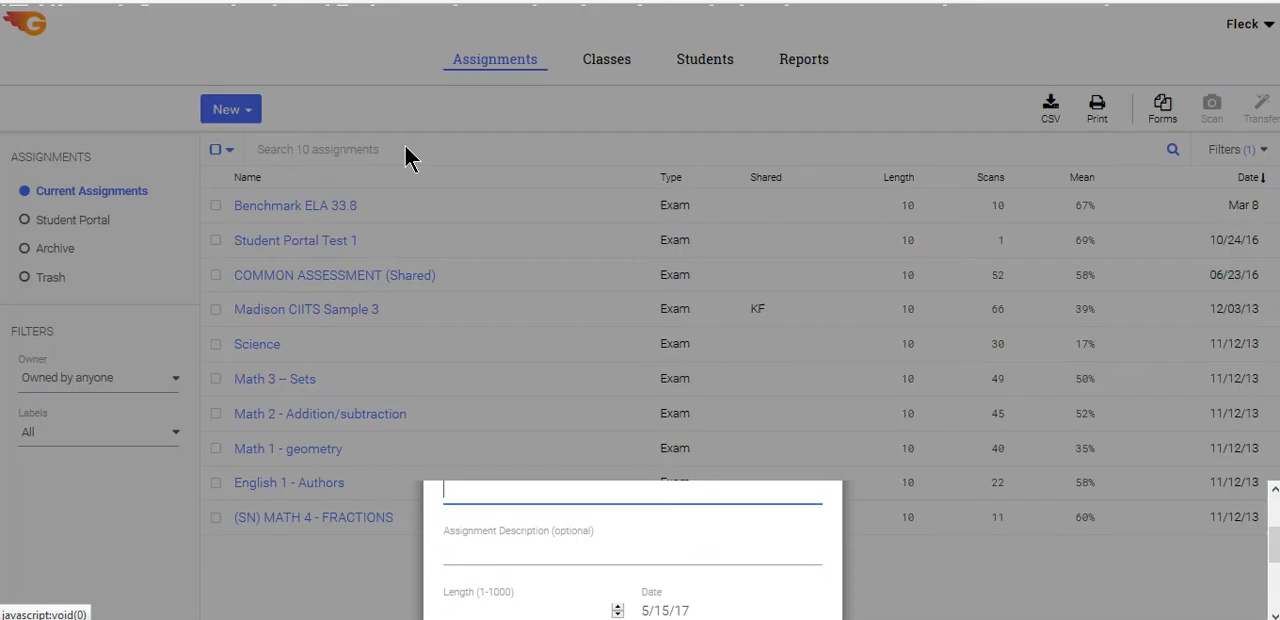 G
Fleck
Assignments Classes Students Reports
New
CSV Print Forms Scan Transfer
ASSIGNMENTS
Current Assignments
Student Portal
Archive
Trash
FILTERS
Owner
Owned by anyone
Labels
All
Search 10 assignments Filters (1)
Name Type Shared Length Scans Mean Date
Benchmark ELA 33.8 Exam 10 10 67% Mar 8
Student Portal Test 1 Exam 10 1 69% 10/24/16
COMMON ASSESSMENT (Shared) Exam 10 52 58% 06/23/16
Madison CIITS Sample 3 Exam KF 10 66 39% 12/03/13
Science Exam 10 30 17% 11/12/13
Math 3 -- Sets Exam 10 49 50% 11/12/13
Math 2 - Addition/subtraction Exam 10 45 52% 11/12/13
Math 1 - geometry Exam 10 40 35% 11/12/13
English 1 - Authors 10 22 58% 11/12/13
(SN) MATH 4 - FRACTIONS 10 11 60% 11/12/13
Assignment Description (optional)
Length (1-1000) Date
5/15/17
javascript:void(0)